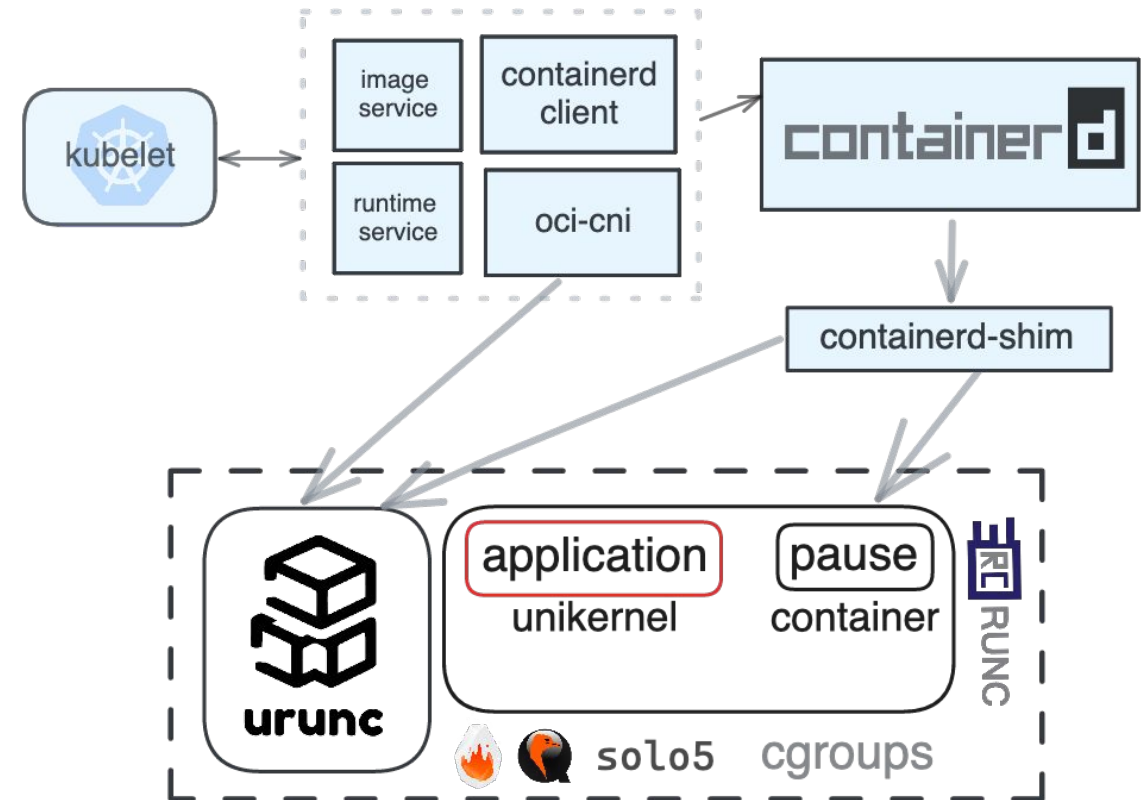 kubelet
image
service
containerd
client
runtime
service
oci-cni
containerd
containerd-shim
urunc
application
unikernel
pause
container
RC
RUNC
solo5
cgroups